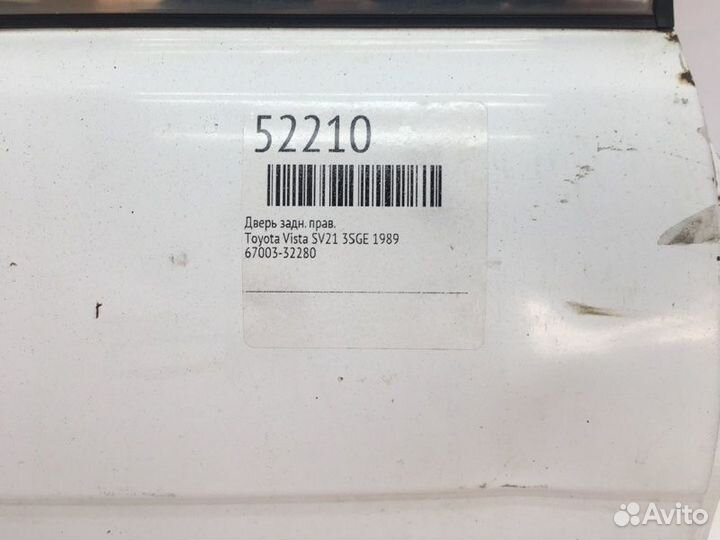 52210
Дверь задн. прав.
Toyota Vista SV21 3SGE 1989
67003-32280
Avito